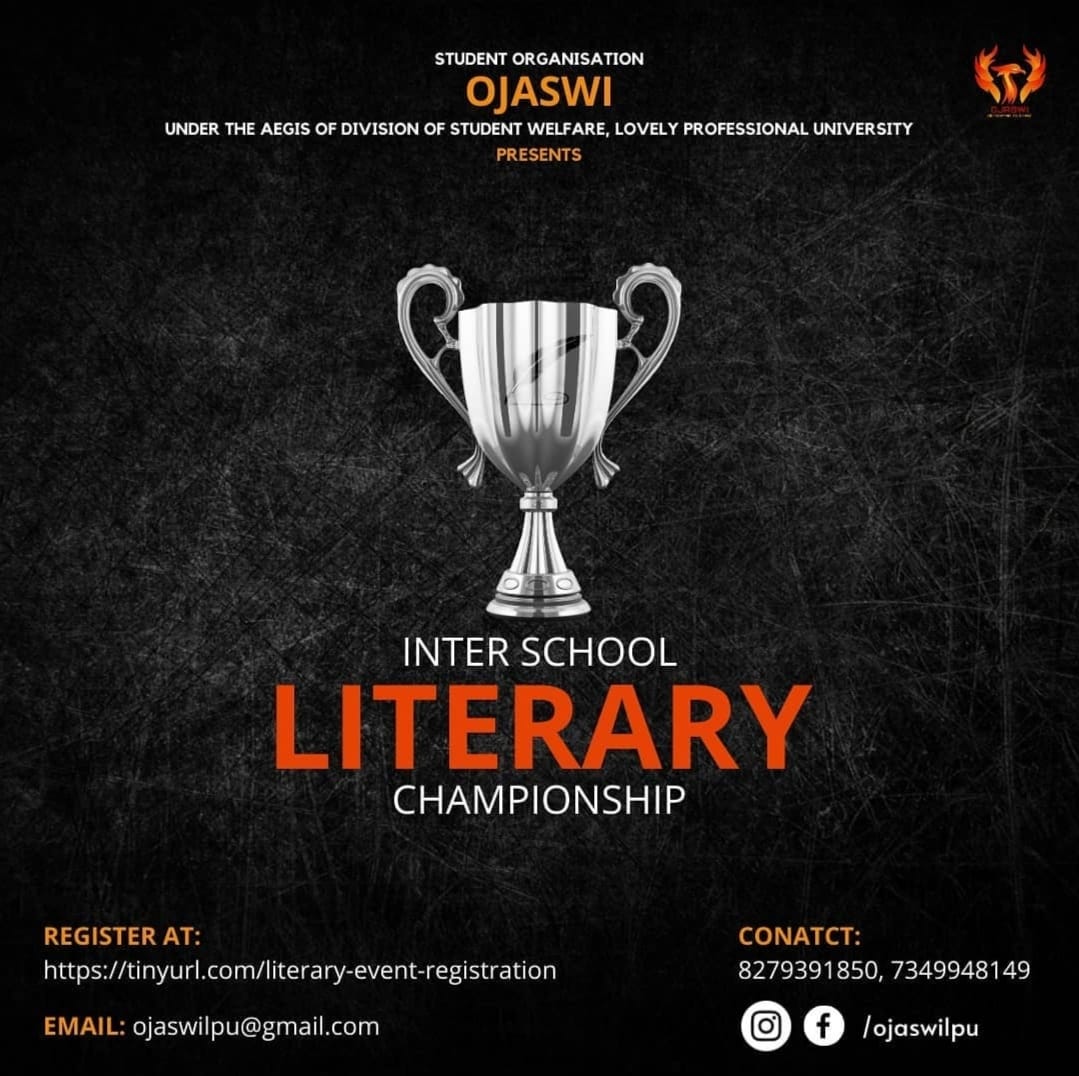 STUDENT ORGANISATION
OJASWI
UNDER THE AEGIS OF DIVISION OF STUDENT WELFARE, LOVELY PROFESSIONAL UNIVERSITY
PRESENTS
OJASWI
INTER SCHOOL
LITERARY
CHAMPIONSHIP
REGISTER AT:
https://tinyurl.com/literary-event-registration
EMAIL: ojaswilpu@gmail.com
CONATCT:
8279391850, 7349948149
/ojaswilpu